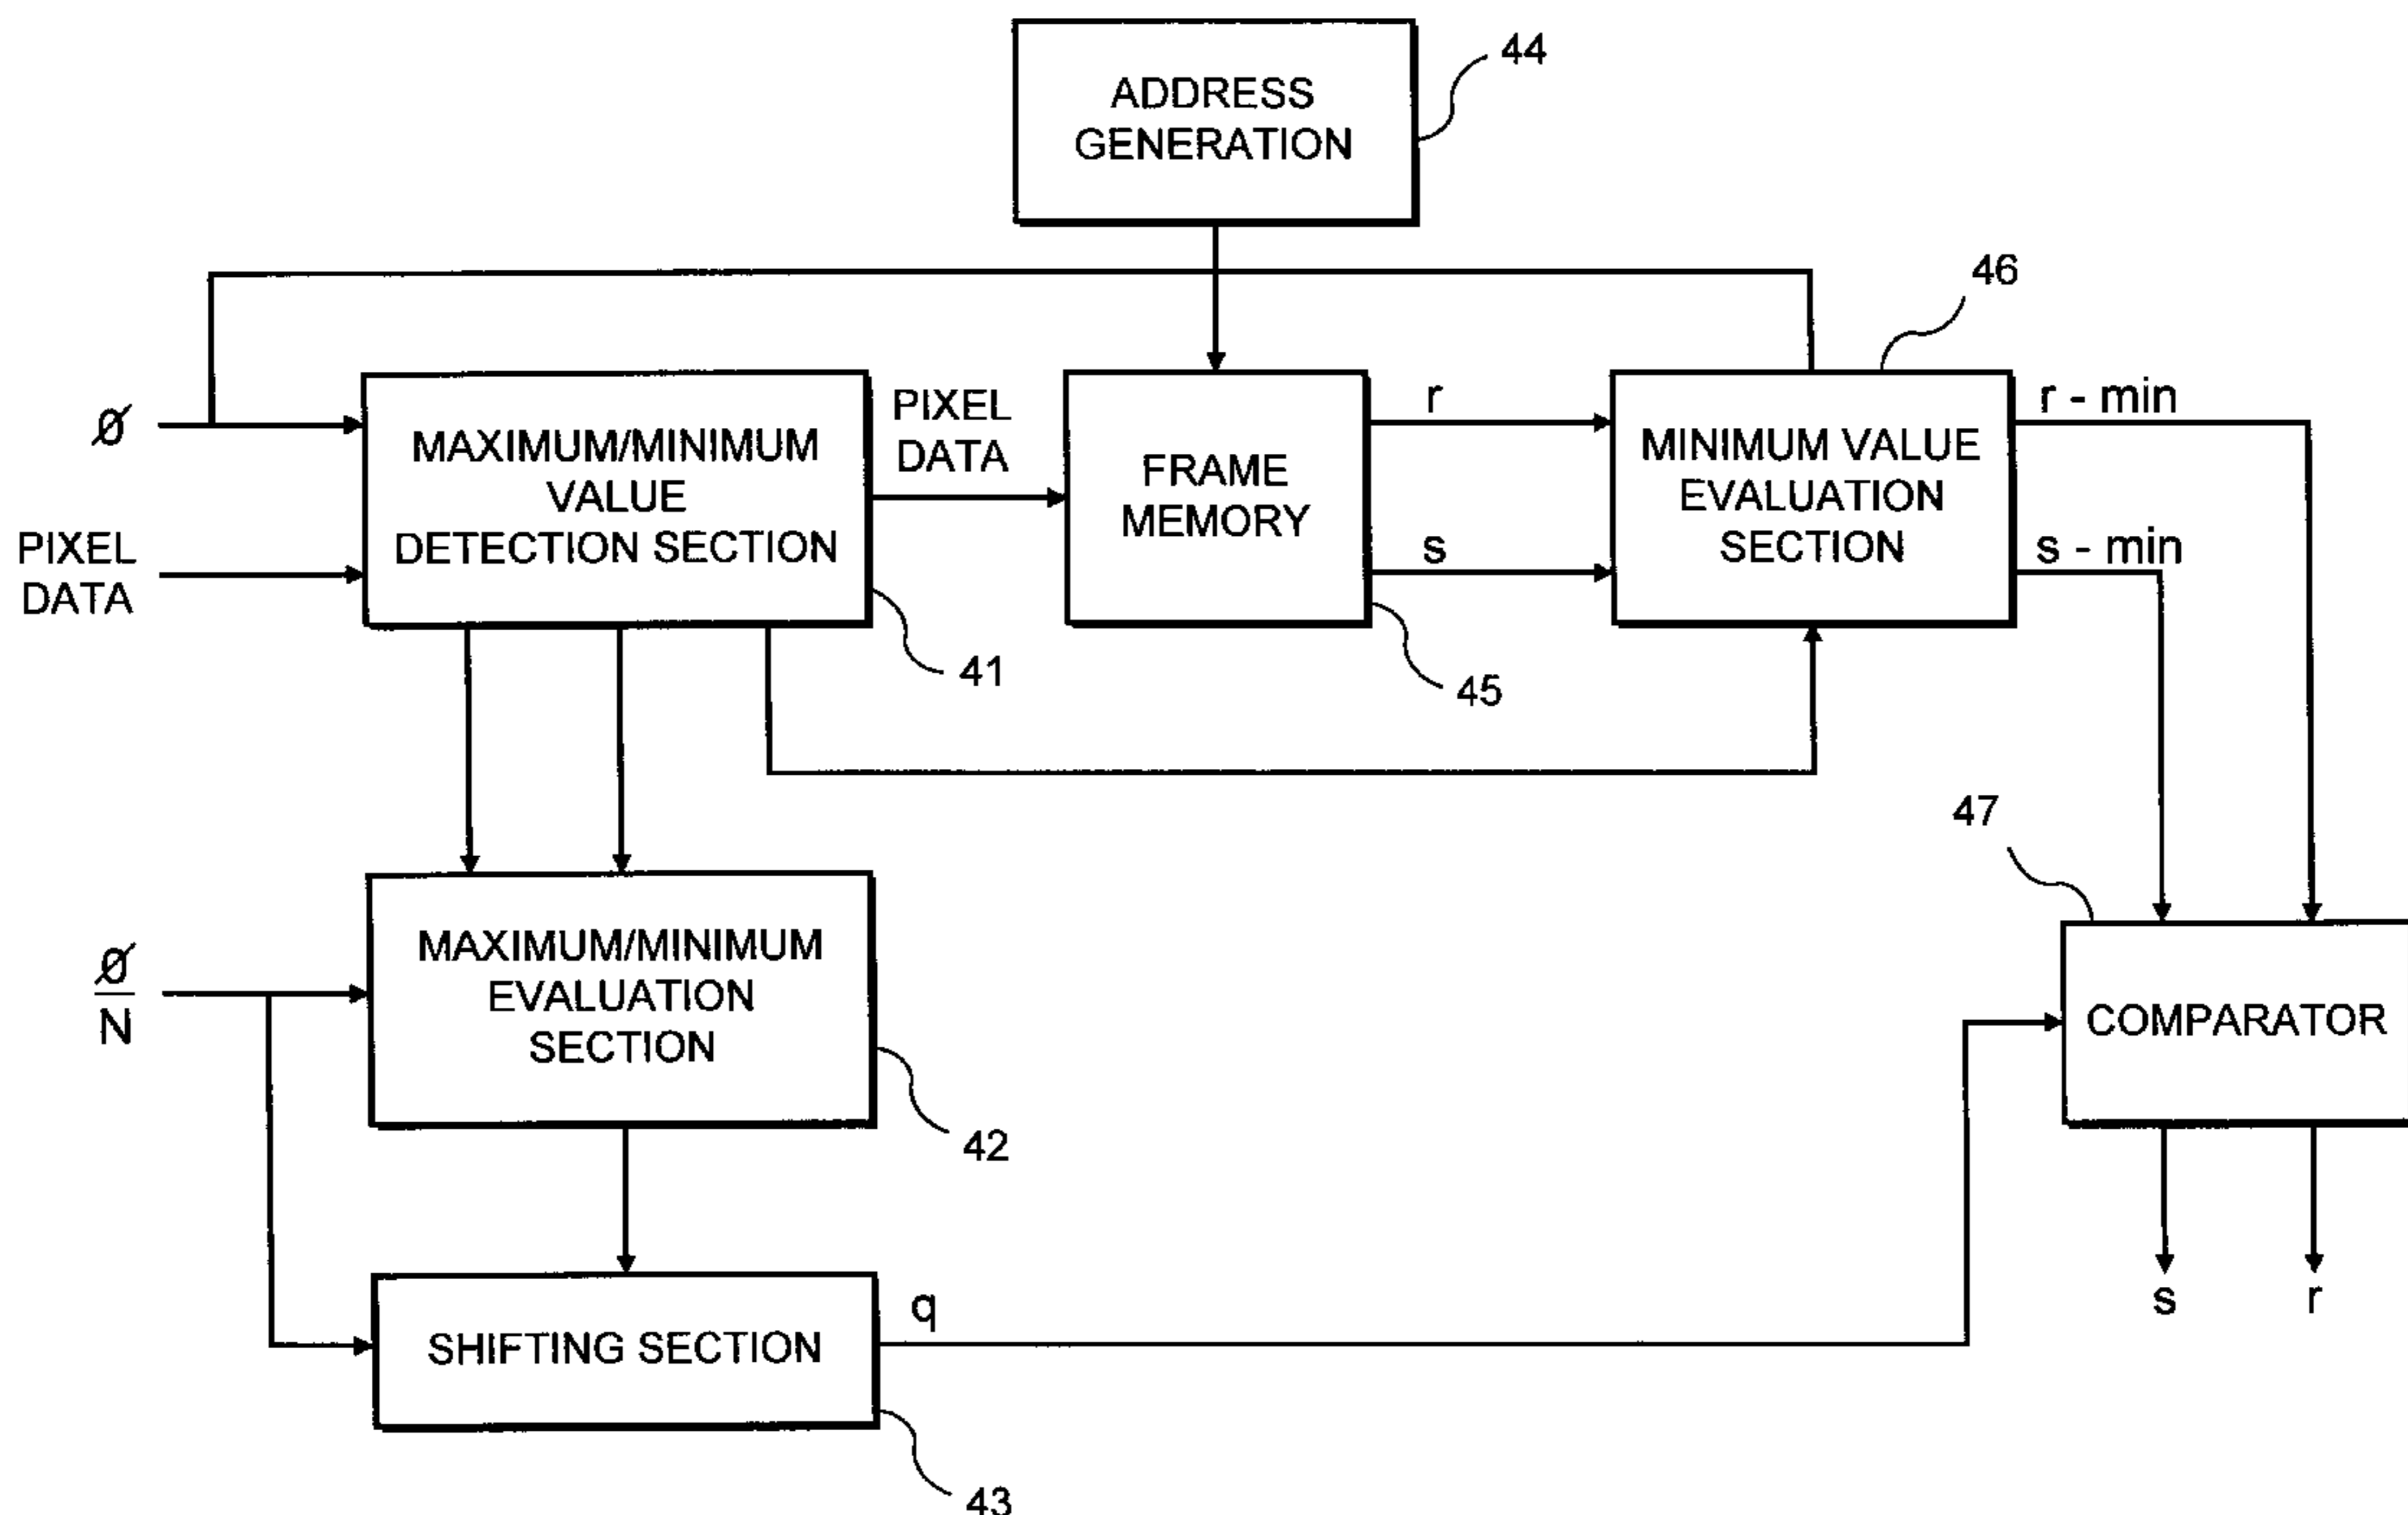 ADDRESS
GENERATION
44
46
Ø
PIXEL
DATA
MAXIMUM/MINIMUM
VALUE
DETECTION SECTION
41
PIXEL
DATA
FRAME
MEMORY
45
r
s
MINIMUM VALUE
EVALUATION
SECTION
r - min
s - min
47
Ø
N
MAXIMUM/MINIMUM
EVALUATION
SECTION
42
COMPARATOR
s
r
SHIFTING SECTION
q
43